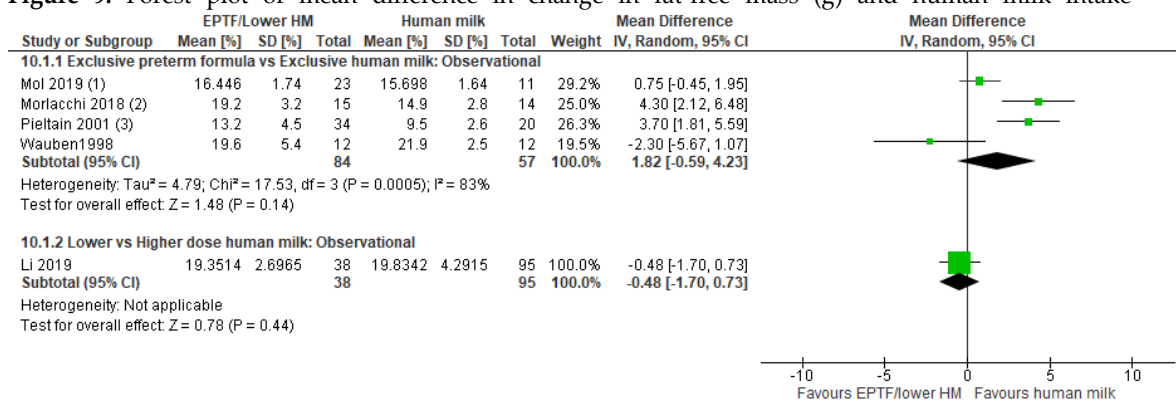 Figure 9. Forest plot of mean difference in change in fat-free mass (g) and human milk intake
EPTF/Lower HM Human milk Mean Difference Mean Difference
Study or Subgroup Mean [%] SD [%] Total Mean [%] SD [%] Total Weight IV, Random, 95% CI IV, Random, 95% CI
10.1.1 Exclusive preterm formula vs Exclusive human milk: Observational
Mol 2019 (1) 16.446 1.74 23 15.698 1.64 11 29.2% 0.75 [-0.45, 1.95]
Morlacchi 2018 (2) 19.2 3.2 15 14.9 2.8 14 25.0% 4.30 [2.12, 6.48]
Pieltain 2001 (3) 13.2 4.5 34 9.5 2.6 20 26.3% 3.70 [1.81, 5.59]
Wauben1998 19.6 5.4 12 21.9 2.5 12 19.5% -2.30 [-5.67, 1.07]
Subtotal (95% CI) 84 57 100.0% 1.82 [-0.59, 4.23]
Heterogeneity: Tau² = 4.79; Chi² = 17.53, df = 3 (P = 0.0005); I² = 83%
Test for overall effect: Z = 1.48 (P = 0.14)
10.1.2 Lower vs Higher dose human milk: Observational
Li 2019 19.3514 2.6965 38 19.8342 4.2915 95 100.0% -0.48 [-1.70, 0.73]
Subtotal (95% CI) 38 95 100.0% -0.48 [-1.70, 0.73]
Heterogeneity: Not applicable
Test for overall effect: Z = 0.78 (P = 0.44)
-10 -5 0 5 10
Favours EPTF/lower HM Favours human milk